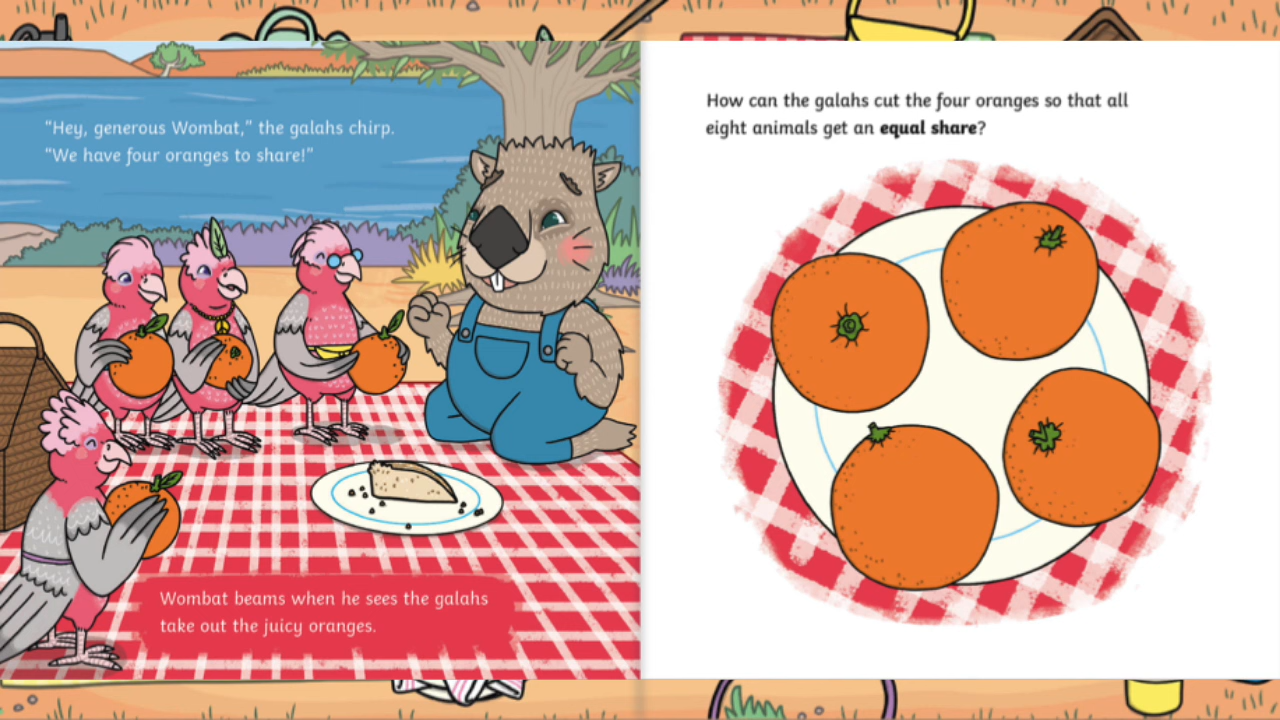 "Hey, generous Wombat," the galahs chirp.
"We have four oranges to share!"
Wombat beams when he sees the galahs
take out the juicy oranges.
How can the galahs cut the four oranges so that all
eight animals get an equal share?